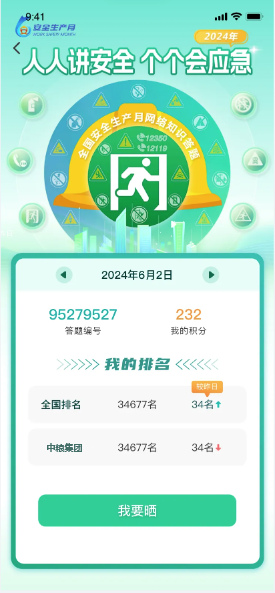 9:41
安全生产月
2024年
人人讲安全 个个会应急
全国安全生产月网络知识答题
12350
12119
2024年6月2日
95279527
232
答题编号
我的积分
我的排名
较昨日
全国排名 34677名 34名
中粮集团 34677名 34名
我要晒